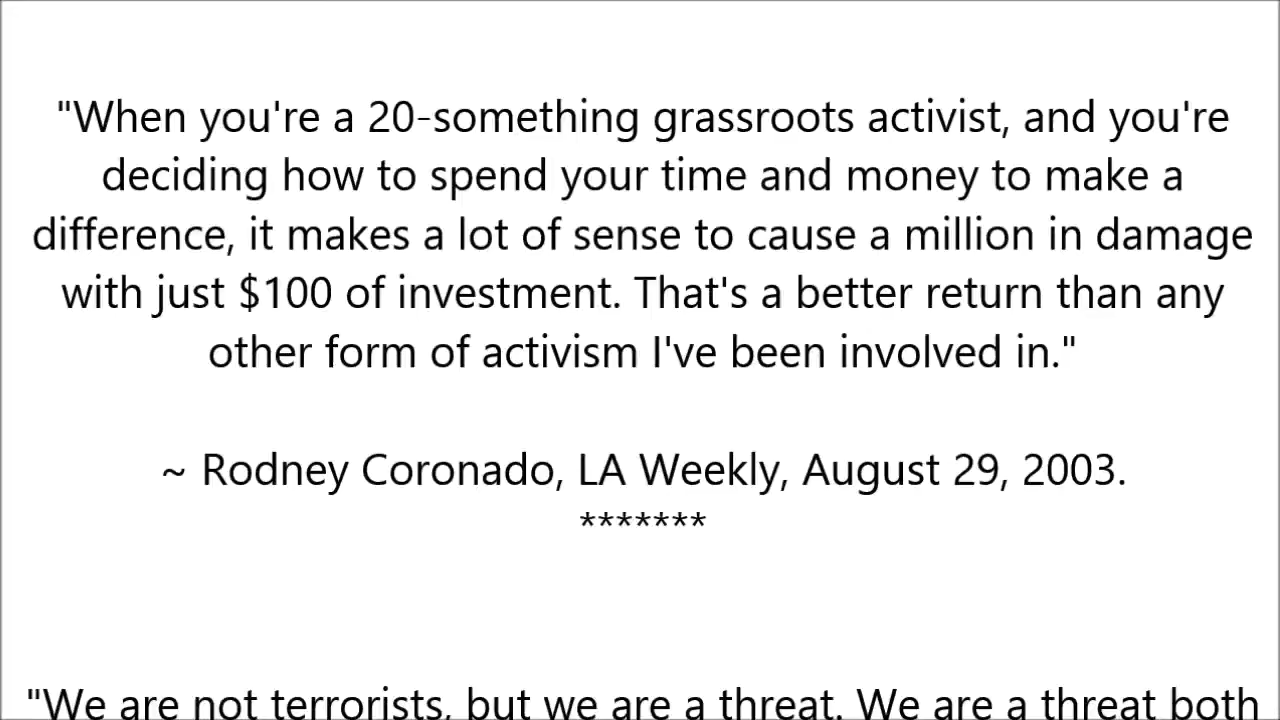 "When you're a 20-something grassroots activist, and you're
deciding how to spend your time and money to make a
difference, it makes a lot of sense to cause a million in damage
with just $100 of investment. That's a better return than any
other form of activism I've been involved in."
~ Rodney Coronado, LA Weekly, August 29, 2003.
*******
"We are not terrorists, but we are a threat. We are a threat both